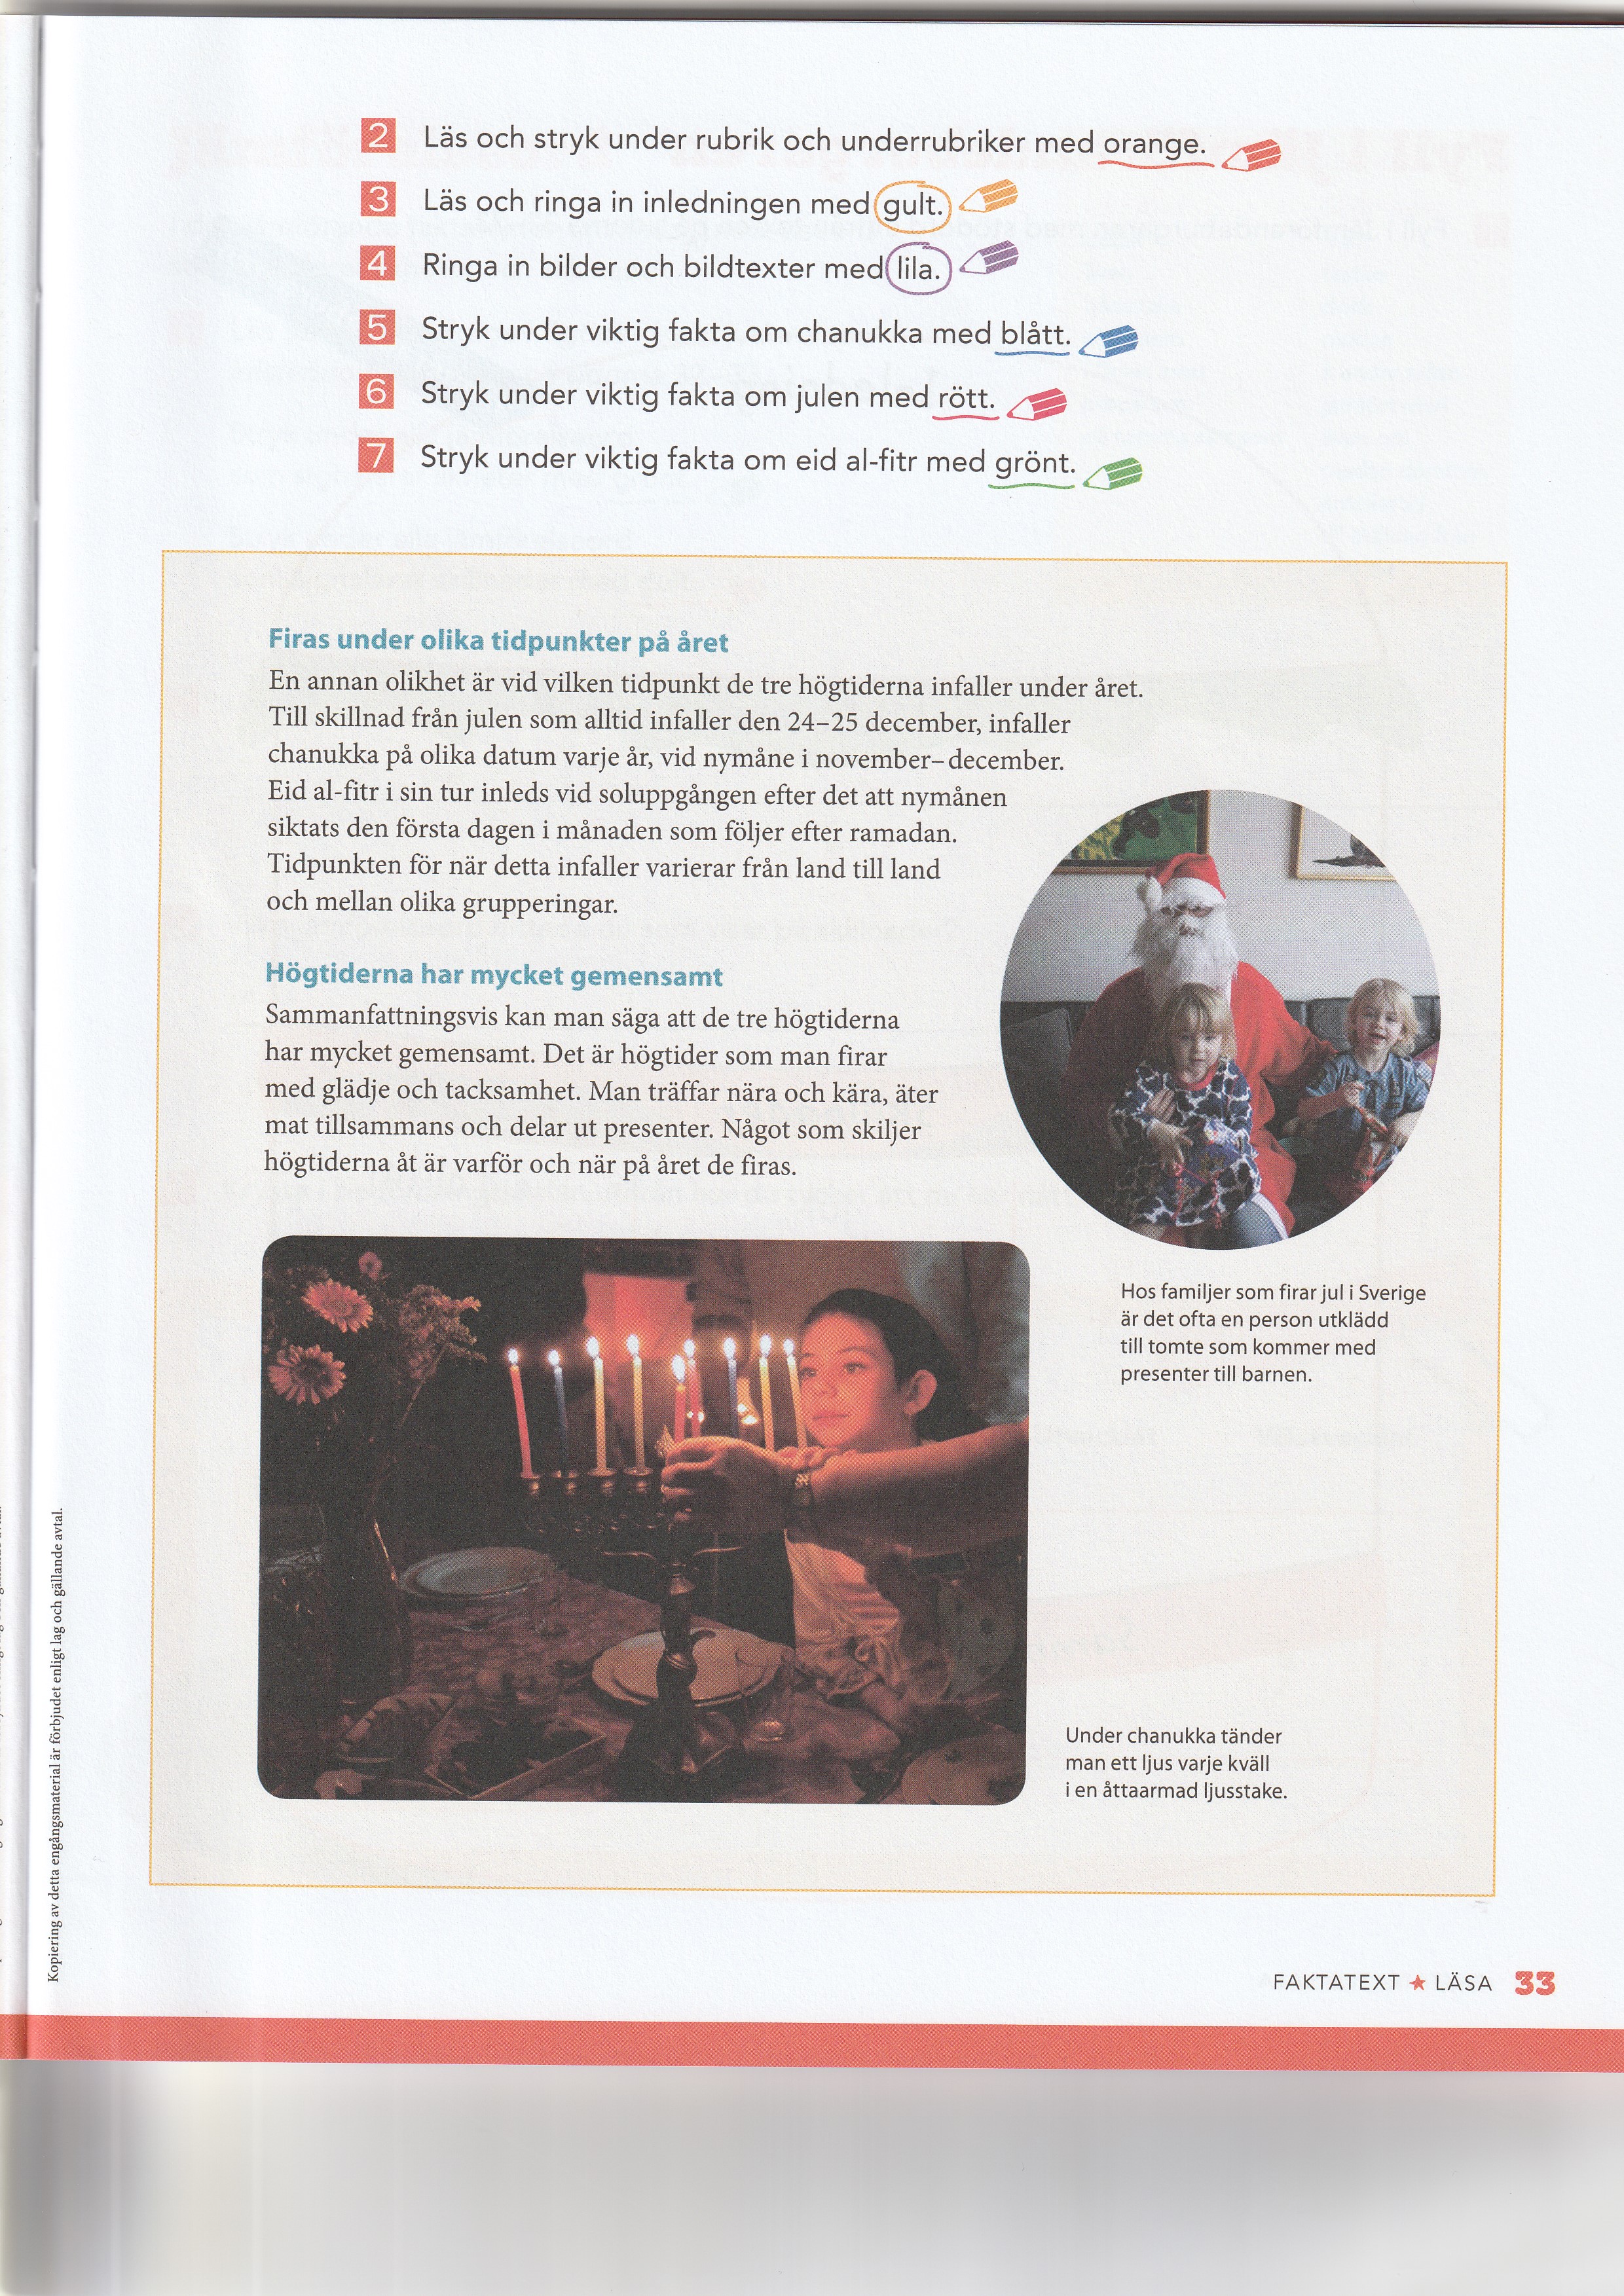 2 Läs och stryk under rubrik och underrubriker med orange.
3 Läs och ringa in inledningen med gult.
4 Ringa in bilder och bildtexter med lila.
5 Stryk under viktig fakta om chanukka med blått.
6 Stryk under viktig fakta om julen med rött.
7 Stryk under viktig fakta om eid al-fitr med grönt.
Firas under olika tidpunkter på året
En annan olikhet är vid vilken tidpunkt de tre högtiderna infaller under året.
Till skillnad från julen som alltid infaller den 24–25 december, infaller
chanukka på olika datum varje år, vid nymåne i november–december.
Eid al-fitr i sin tur inleds vid soluppgången efter det att nymånen
siktats den första dagen i månaden som följer efter ramadan.
Tidpunkten för när detta infaller varierar från land till land
och mellan olika grupperingar.
Högtiderna har mycket gemensamt
Sammanfattningsvis kan man säga att de tre högtiderna
har mycket gemensamt. Det är högtider som man firar
med glädje och tacksamhet. Man träffar nära och kära, äter
mat tillsammans och delar ut presenter. Något som skiljer
högtiderna åt är varför och när på året de firas.
Hos familjer som firar jul i Sverige
är det ofta en person utklädd
till tomte som kommer med
presenter till barnen.
Under chanukka tänder
man ett ljus varje kväll
i en åttaarmad ljusstake.
Kopiering av detta engångsmaterial är förbjudet enligt lag och gällande avtal.
FAKTATEXT ★ LÄSA 33